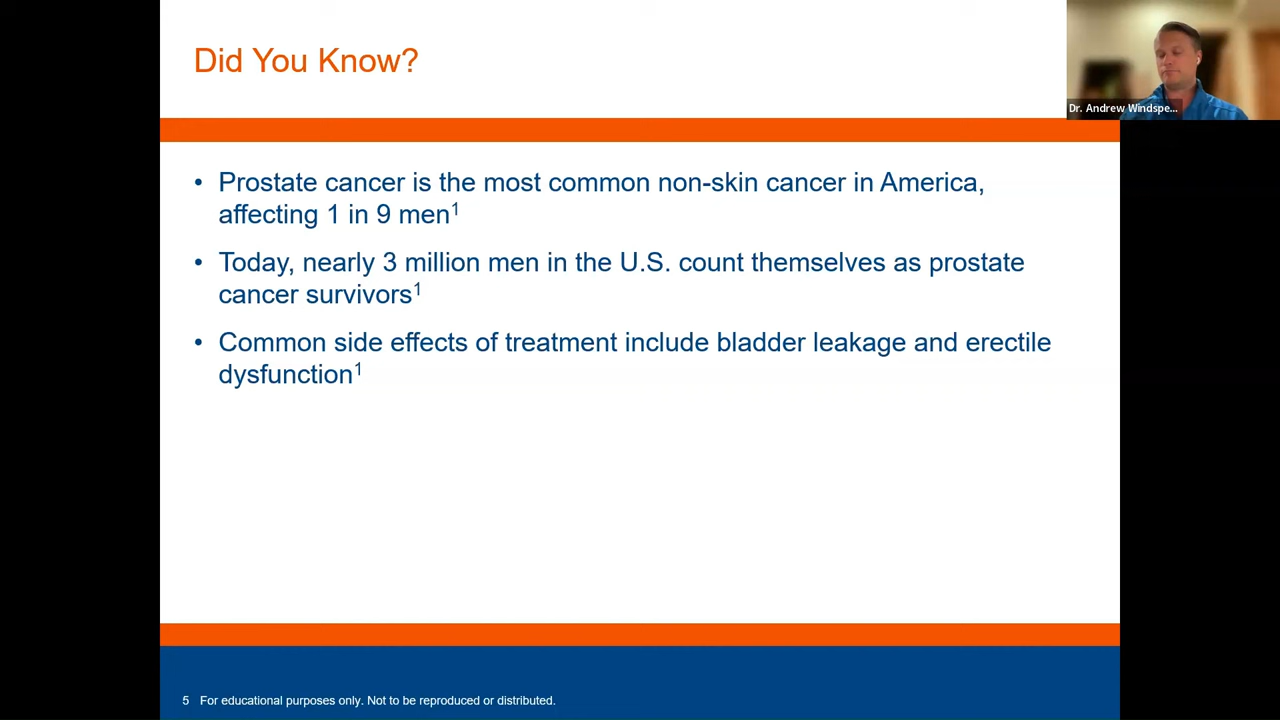 Did You Know?
Dr. Andrew Windspe...
• Prostate cancer is the most common non-skin cancer in America,
affecting 1 in 9 men¹
• Today, nearly 3 million men in the U.S. count themselves as prostate
cancer survivors¹
• Common side effects of treatment include bladder leakage and erectile
dysfunction¹
5 For educational purposes only. Not to be reproduced or distributed.